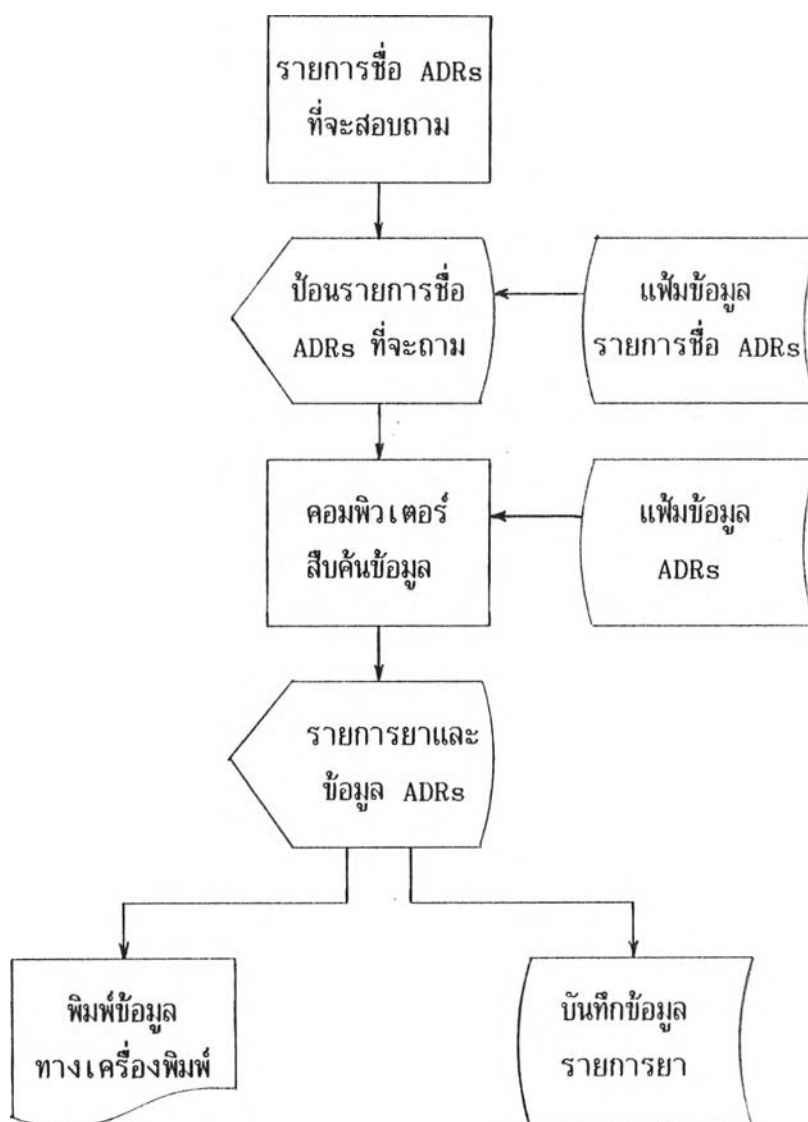 รายการชื่อ ADRs
ที่จะสอบถาม
ป้อนรายการชื่อ
ADRs ที่จะถาม
แฟ้มข้อมูล
รายการชื่อ ADRs
คอมพิวเตอร์
สืบค้นข้อมูล
แฟ้มข้อมูล
ADRs
รายการยาและ
ข้อมูล ADRs
พิมพ์ข้อมูล
ทางเครื่องพิมพ์
บันทึกข้อมูล
รายการยา